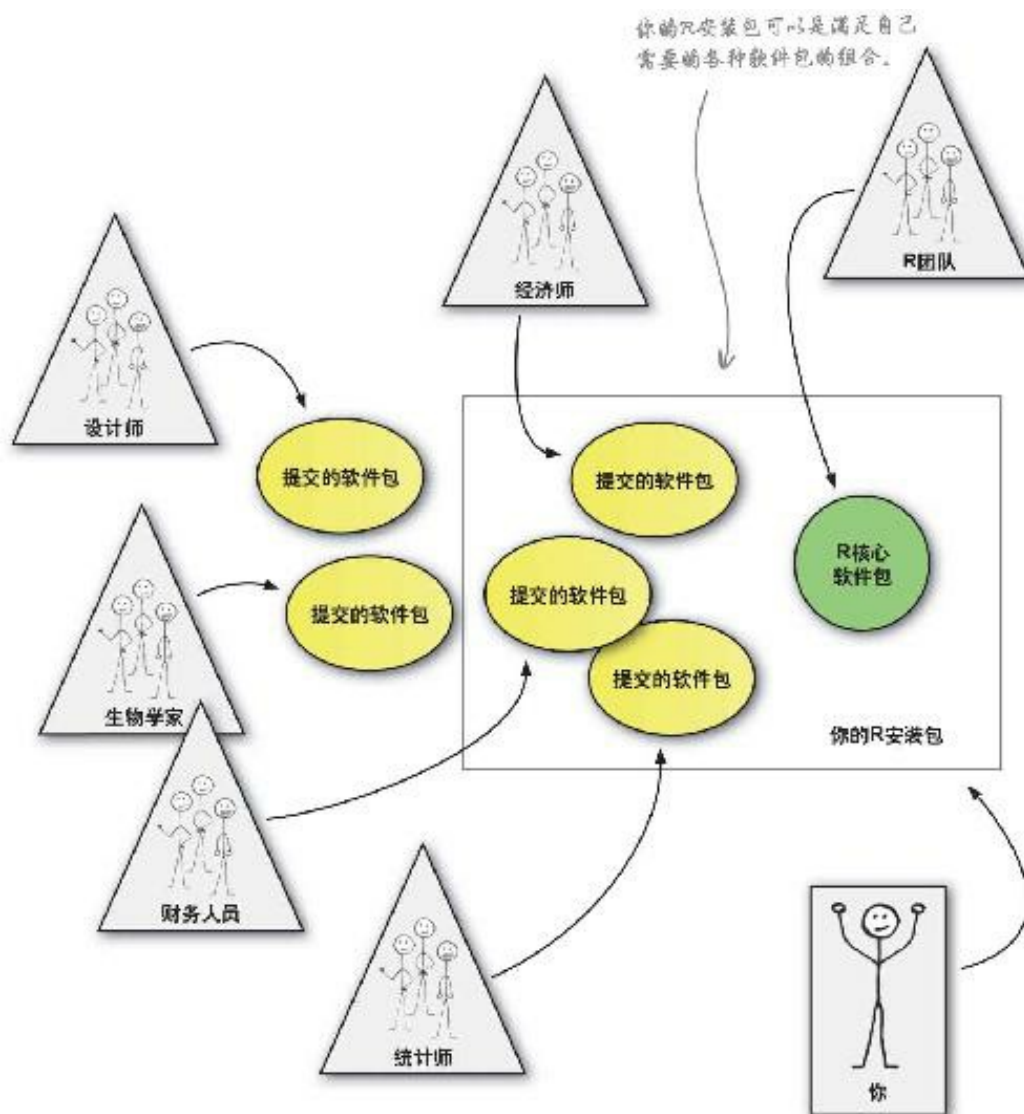 你的R安装包可以是满足自己
需要的各种软件包的组合。
R团队
经济师
设计师
提交的软件包
提交的软件包
R核心
软件包
提交的软件包
提交的软件包
提交的软件包
生物学家
你的R安装包
财务人员
统计师
你